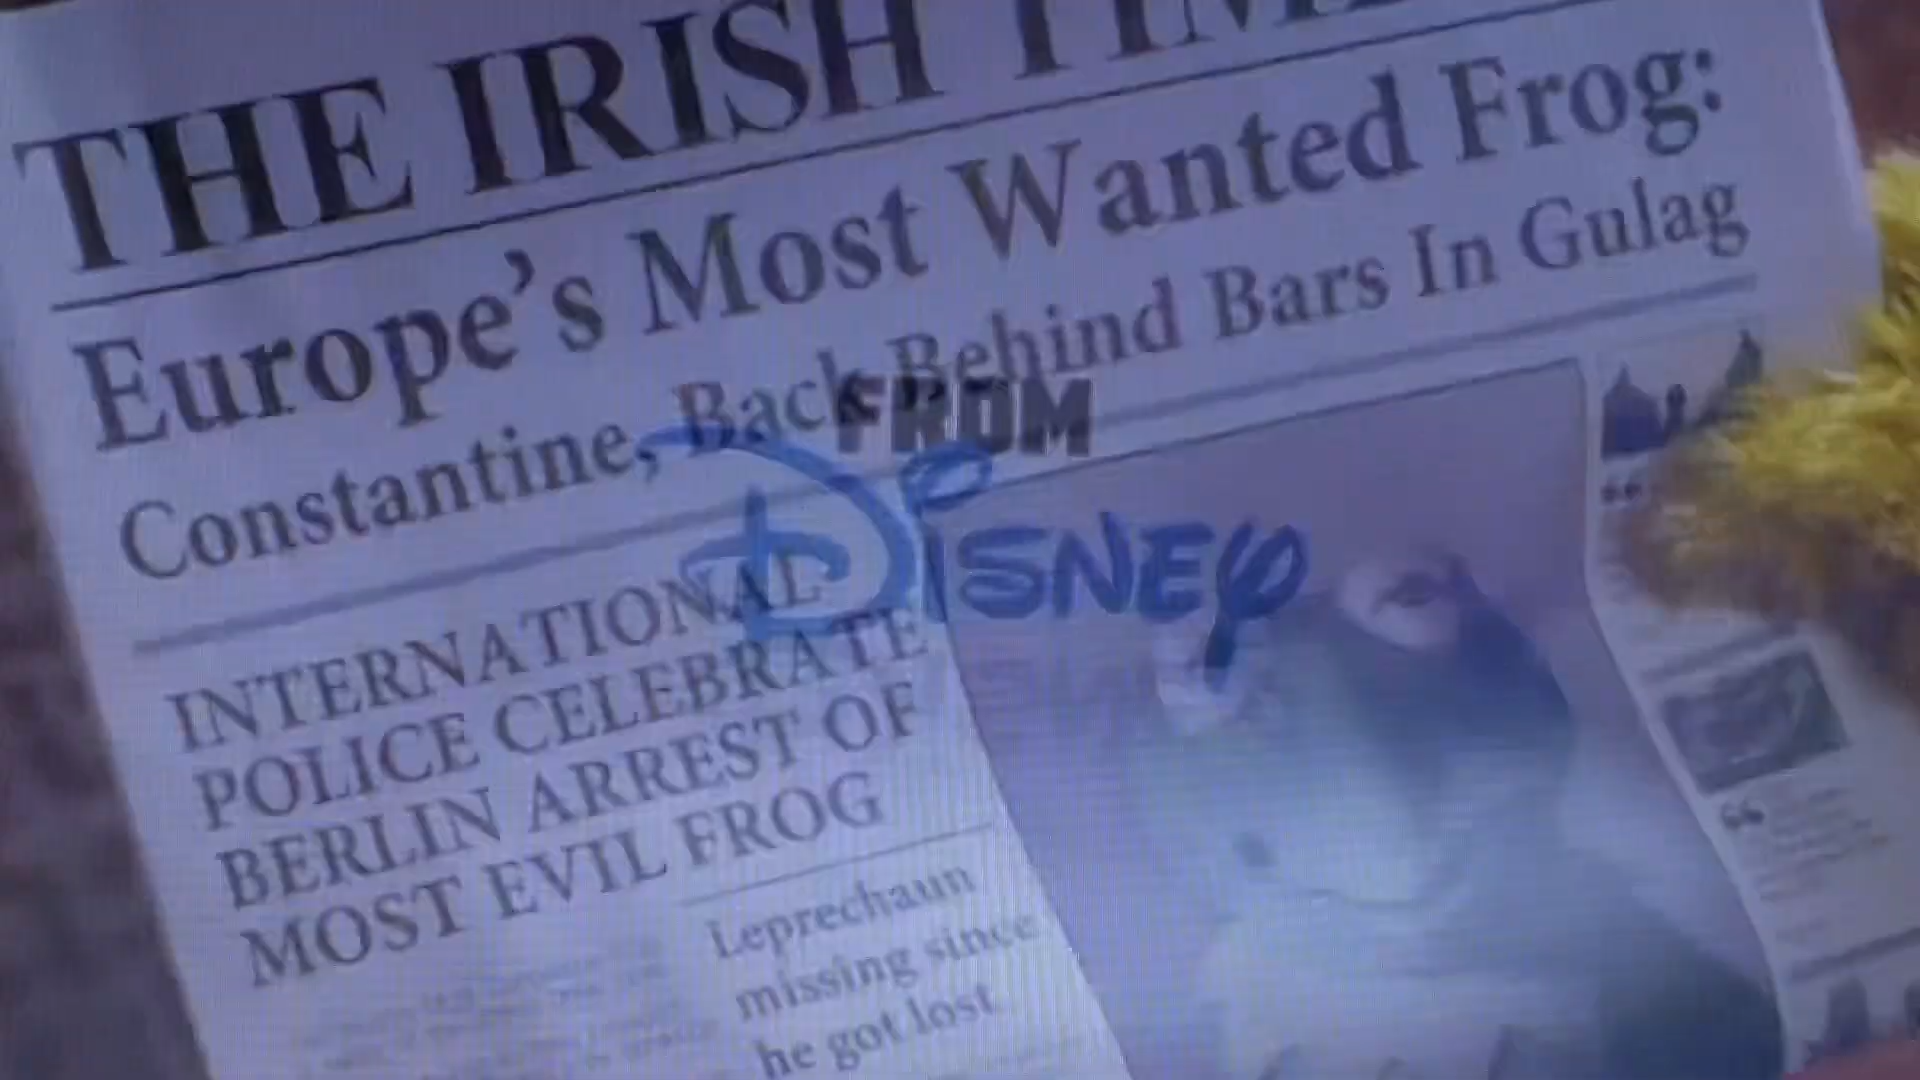 THE IRISH TIM
Europe's Most Wanted Frog:
Constantine, Back Behind Bars In Gulag
FROM
DISNEY
INTERNATIONAL
POLICE CELEBRATE
BERLIN ARREST OF
MOST EVIL FROG
Leprechaun
missing since
he got lost